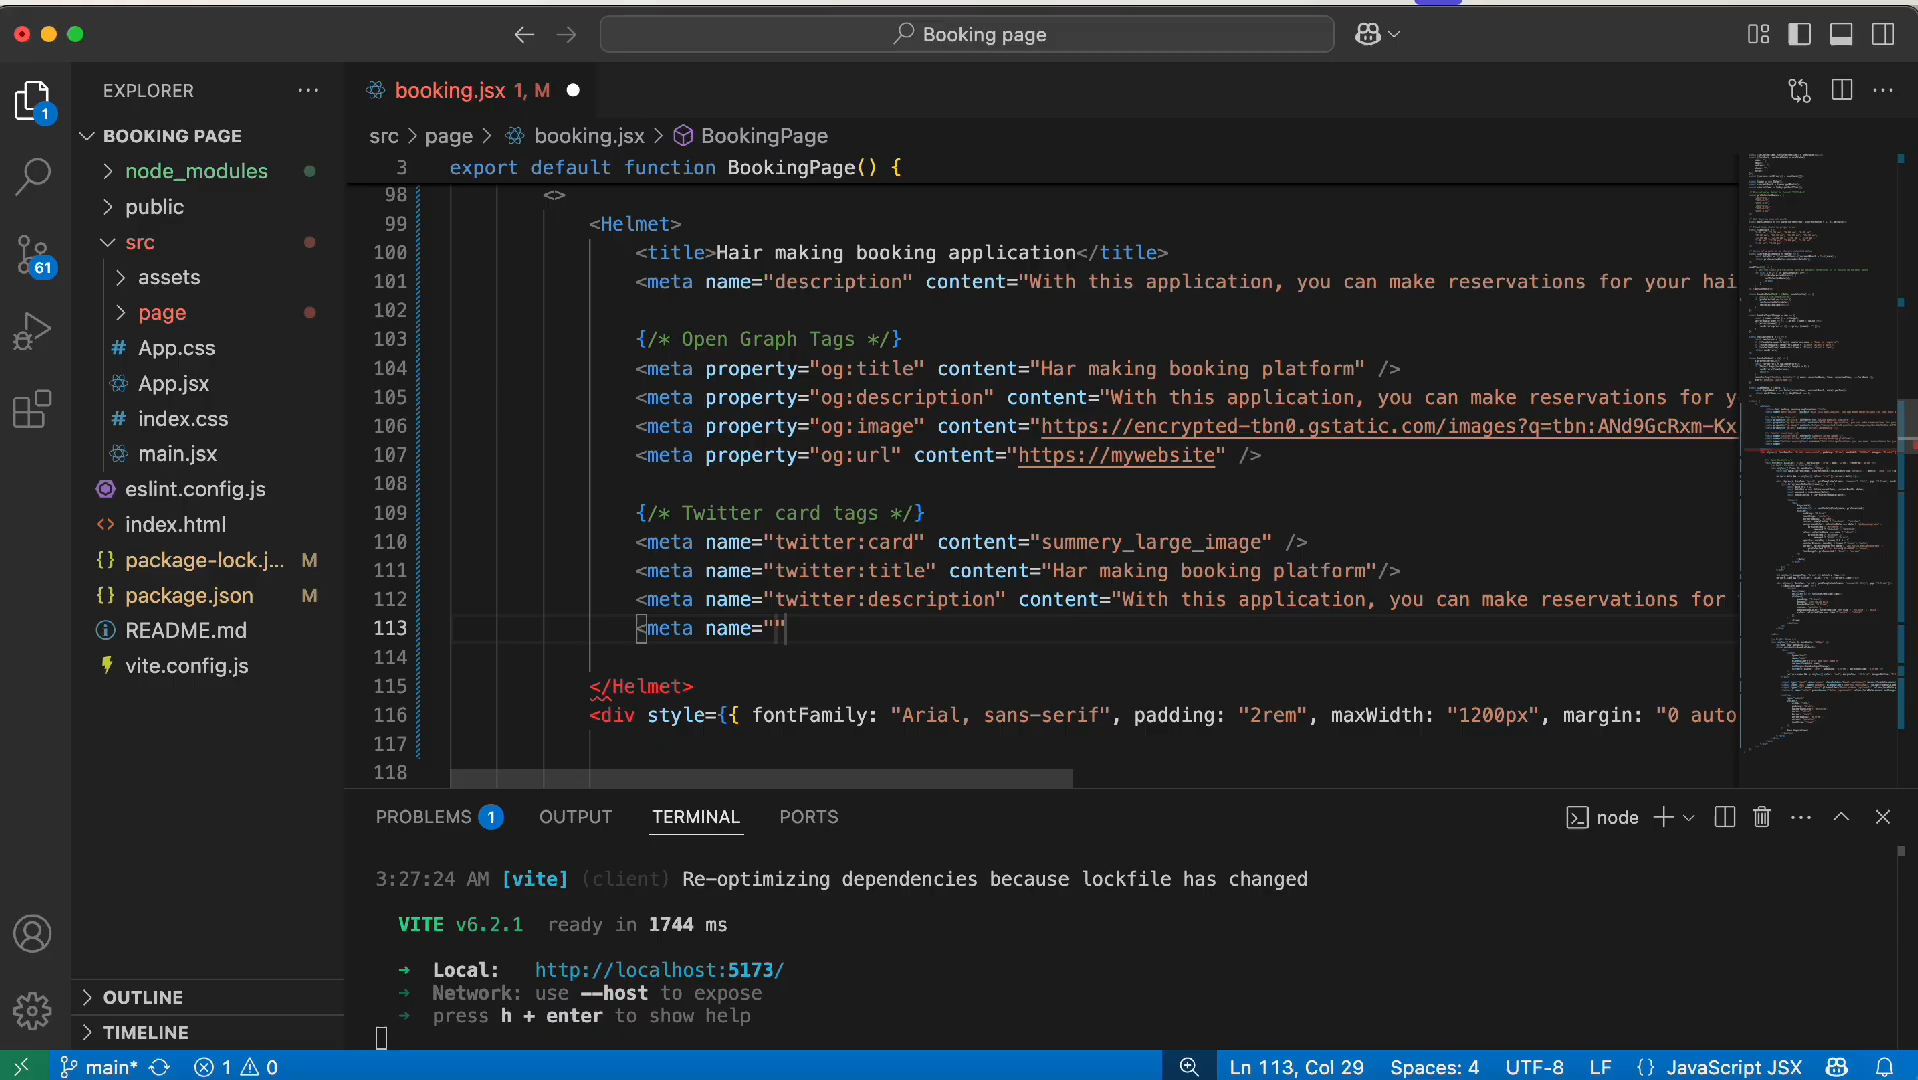 Booking page
EXPLORER
booking.jsx 1, M
1
BOOKING PAGE
src > page > booking.jsx > BookingPage
node_modules
public
src
assets
page
App.css
App.jsx
index.css
main.jsx
eslint.config.js
index.html
package-lock.j... M
package.json M
README.md
vite.config.js
61
OUTLINE
TIMELINE
3 export default function BookingPage() {
98 <>
99 <Helmet>
100 <title>Hair making booking application</title>
101 <meta name="description" content="With this application, you can make reservations for your hai
102
103 {/* Open Graph Tags */}
104 <meta property="og:title" content="Har making booking platform" />
105 <meta property="og:description" content="With this application, you can make reservations for y
106 <meta property="og:image" content="https://encrypted-tbn0.gstatic.com/images?q=tbn:ANd9GcRxm-Kx
107 <meta property="og:url" content="https://mywebsite" />
108
109 {/* Twitter card tags */}
110 <meta name="twitter:card" content="summery_large_image" />
111 <meta name="twitter:title" content="Har making booking platform"/>
112 <meta name="twitter:description" content="With this application, you can make reservations for
113 <meta name=""
114
115 </Helmet>
116 <div style={{ fontFamily: "Arial, sans-serif", padding: "2rem", maxWidth: "1200px", margin: "0 auto
117
118
PROBLEMS 1 OUTPUT TERMINAL PORTS
node
3:27:24 AM [vite] (client) Re-optimizing dependencies because lockfile has changed
VITE v6.2.1 ready in 1744 ms
➜ Local: http://localhost:5173/
➜ Network: use --host to expose
➜ press h + enter to show help
main* 1 0
Ln 113, Col 29 Spaces: 4 UTF-8 LF {} JavaScript JSX